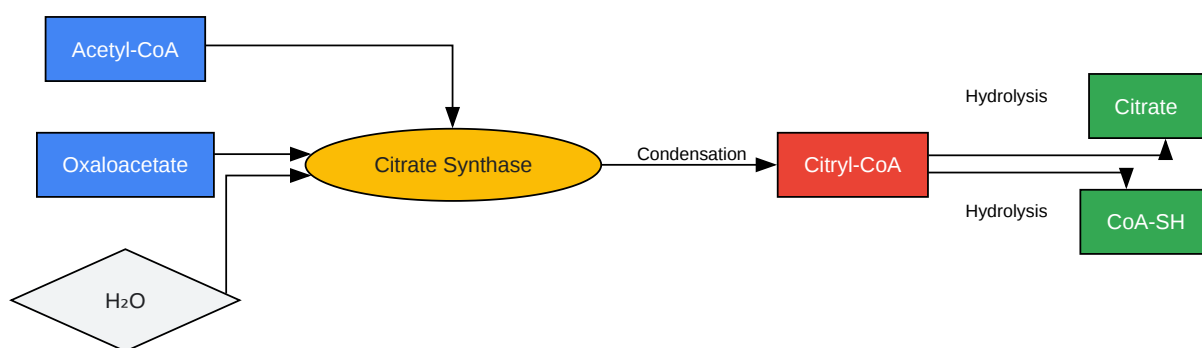 Acetyl-CoA
Oxaloacetate
H₂O
Citrate Synthase
Condensation
Citryl-CoA
Hydrolysis
Citrate
Hydrolysis
CoA-SH